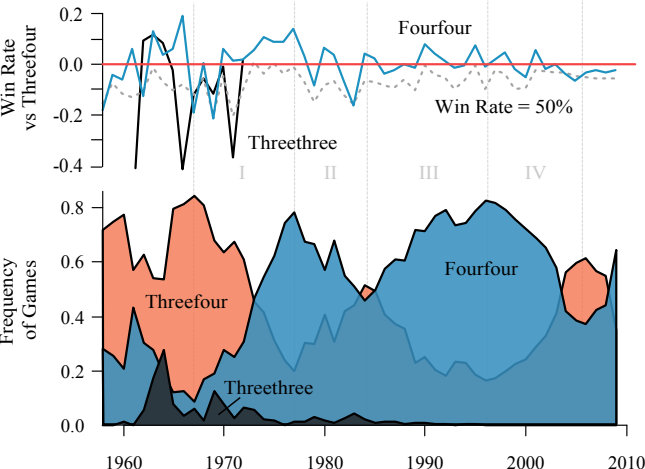 Win Rate
vs Threefour
0.2
0.0
-0.2
-0.4
Fourfour
Win Rate = 50%
Threethree
I
II
III
IV
Frequency
of Games
0.8
0.6
0.4
0.2
0.0
Threefour
Fourfour
Threethree
1960
1970
1980
1990
2000
2010